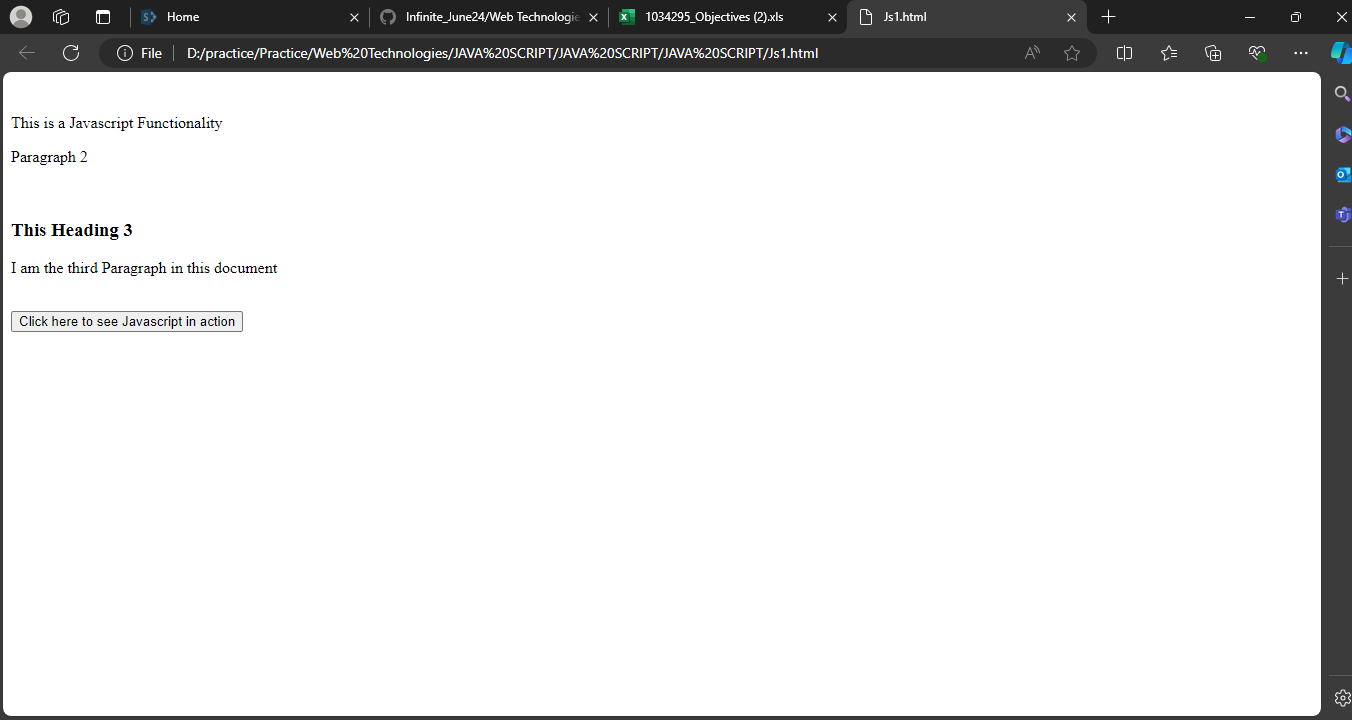 Home
Infinite_June24/Web Technologie
1034295_Objectives (2).xls
Js1.html
File
D:/practice/Practice/Web%20Technologies/JAVA%20SCRIPT/JAVA%20SCRIPT/JAVA%20SCRIPT/Js1.html
This is a Javascript Functionality
Paragraph 2
This Heading 3
I am the third Paragraph in this document
Click here to see Javascript in action